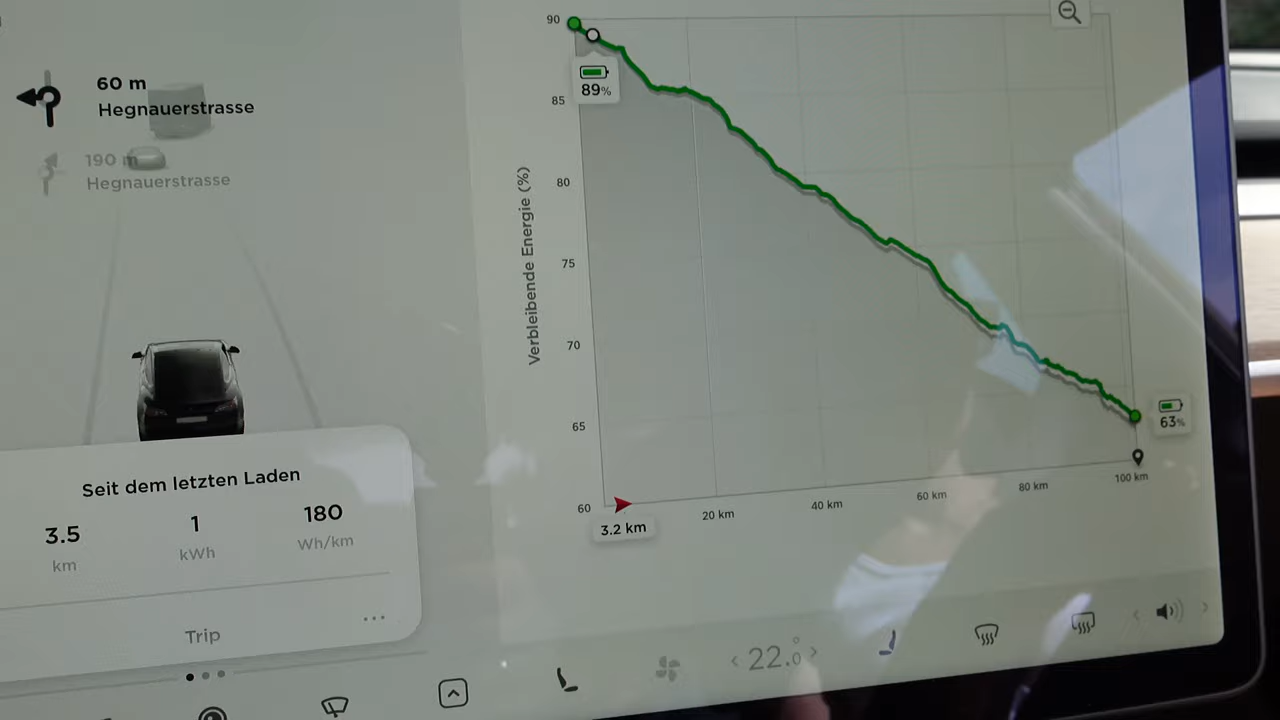 60 m
Hegnauerstrasse
190 m
Hegnauerstrasse
Seit dem letzten Laden
3.5
km
1
kWh
180
Wh/km
Trip
Verbleibende Energie (%)
90
85
80
75
70
65
60
89%
63%
3.2 km
20 km
40 km
60 km
80 km
100 km
22.0